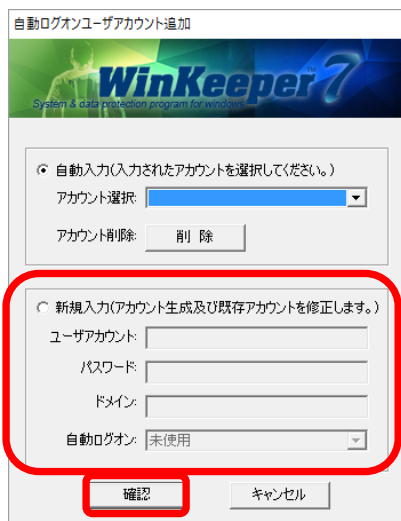 自動ログオンユーザアカウント追加
WinKeeper 7
System & data protection program for windows
自動入力(入力されたアカウントを選択してください。)
アカウント選択:
アカウント削除: 削 除
新規入力(アカウント生成及び既存アカウントを修正します。)
ユーザアカウント:
パスワード:
ドメイン:
自動ログオン: 未使用
確認 キャンセル